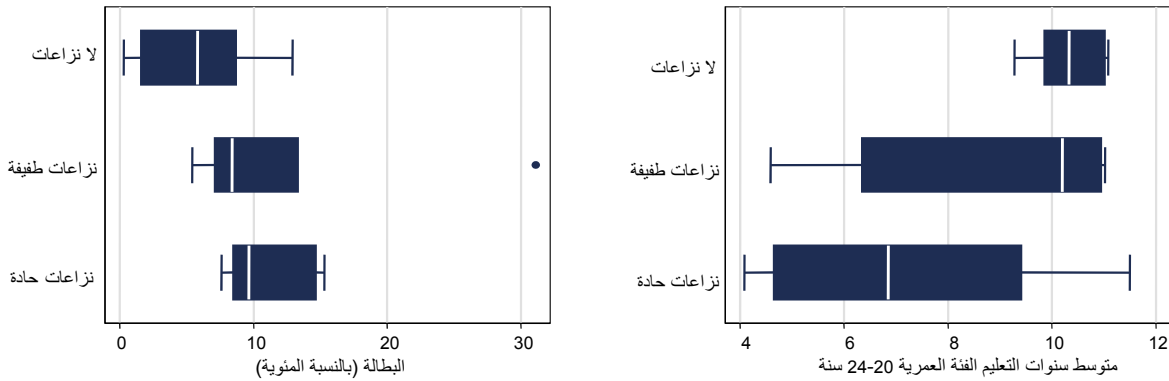 لا نزاعات
نزاعات طفيفة
نزاعات حادة
0 10 20 30
البطالة (بالنسبة المئوية)
لا نزاعات
نزاعات طفيفة
نزاعات حادة
4 6 8 10 12
متوسط سنوات التعليم الفئة العمرية 20-24 سنة